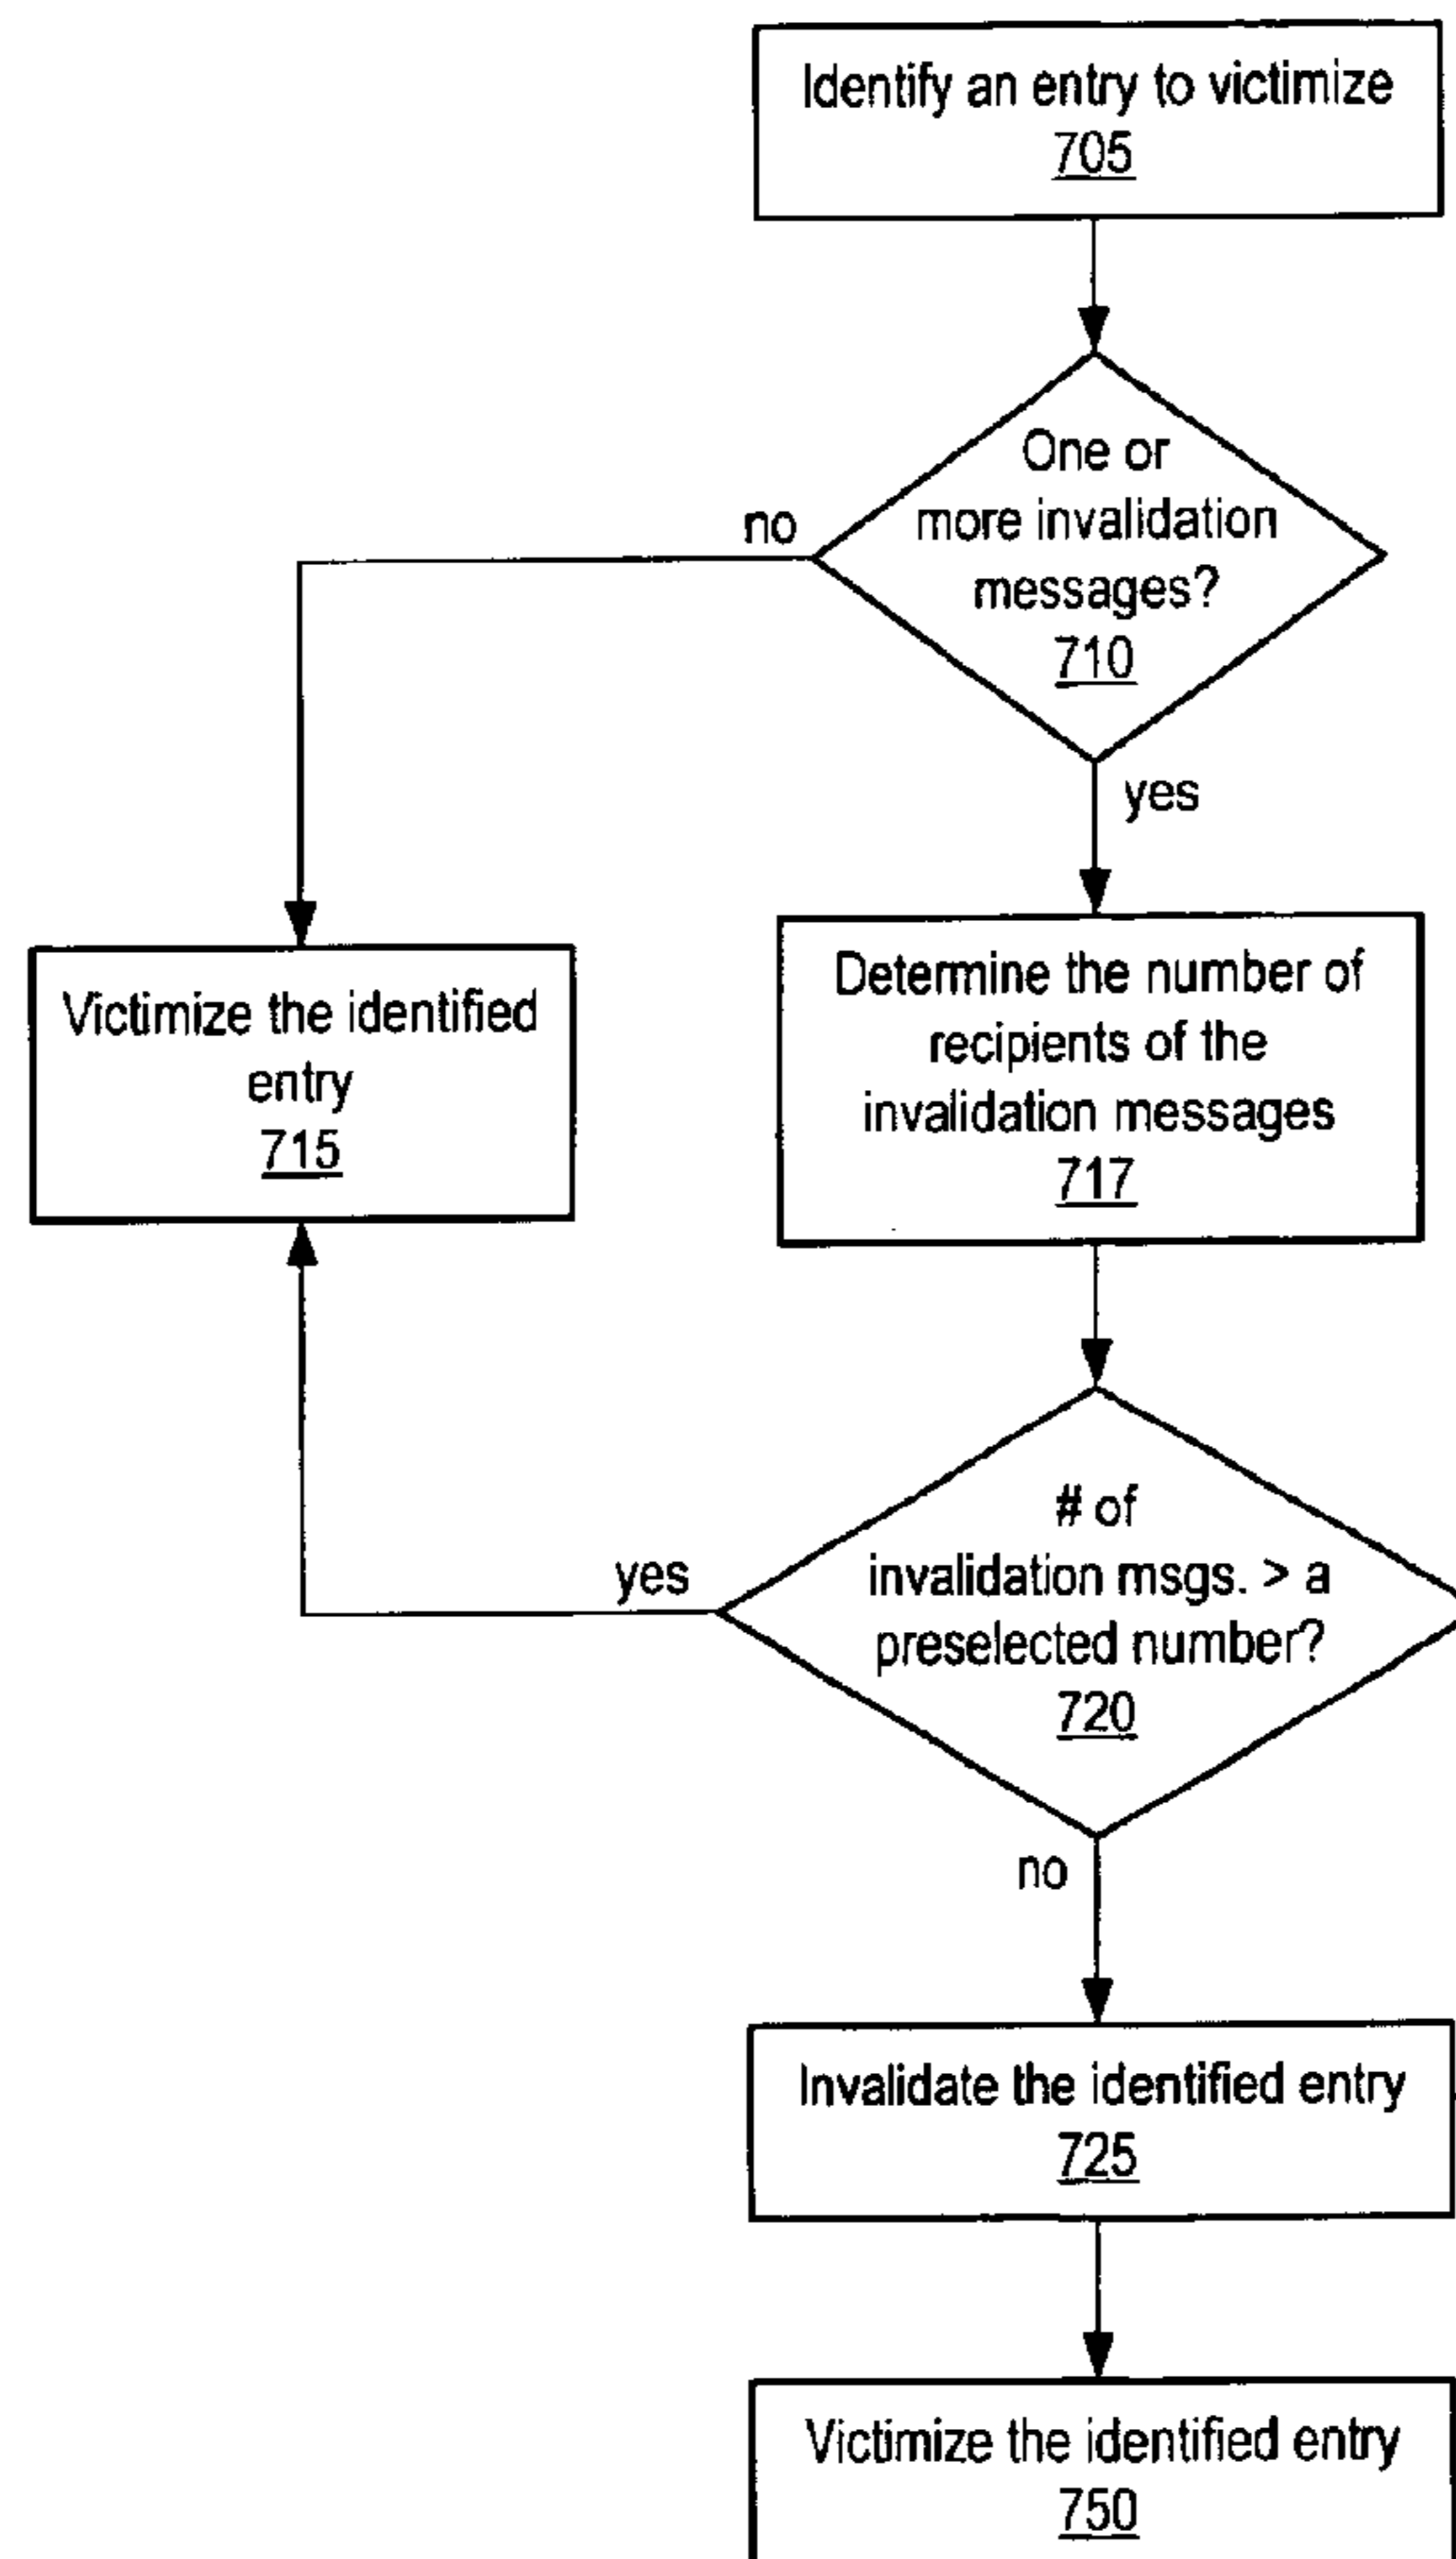 Identify an entry to victimize
705
One or
more invalidation
messages?
710
no
yes
Victimize the identified
entry
715
Determine the number of
recipients of the
invalidation messages
717
# of
invalidation msgs. > a
preselected number?
720
yes
no
Invalidate the identified entry
725
Victimize the identified entry
750